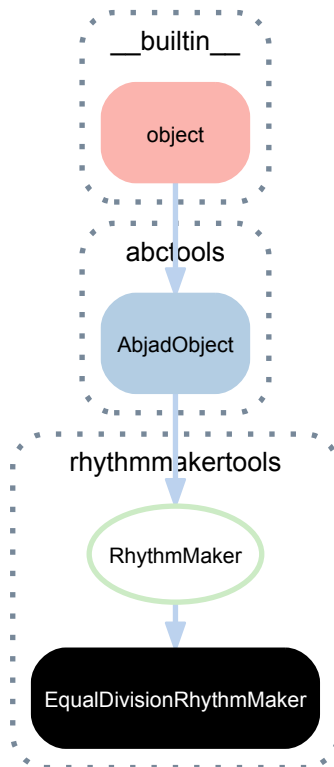 __builtin__
object
abctools
AbjadObject
rhythmmakertools
RhythmMaker
EqualDivisionRhythmMaker